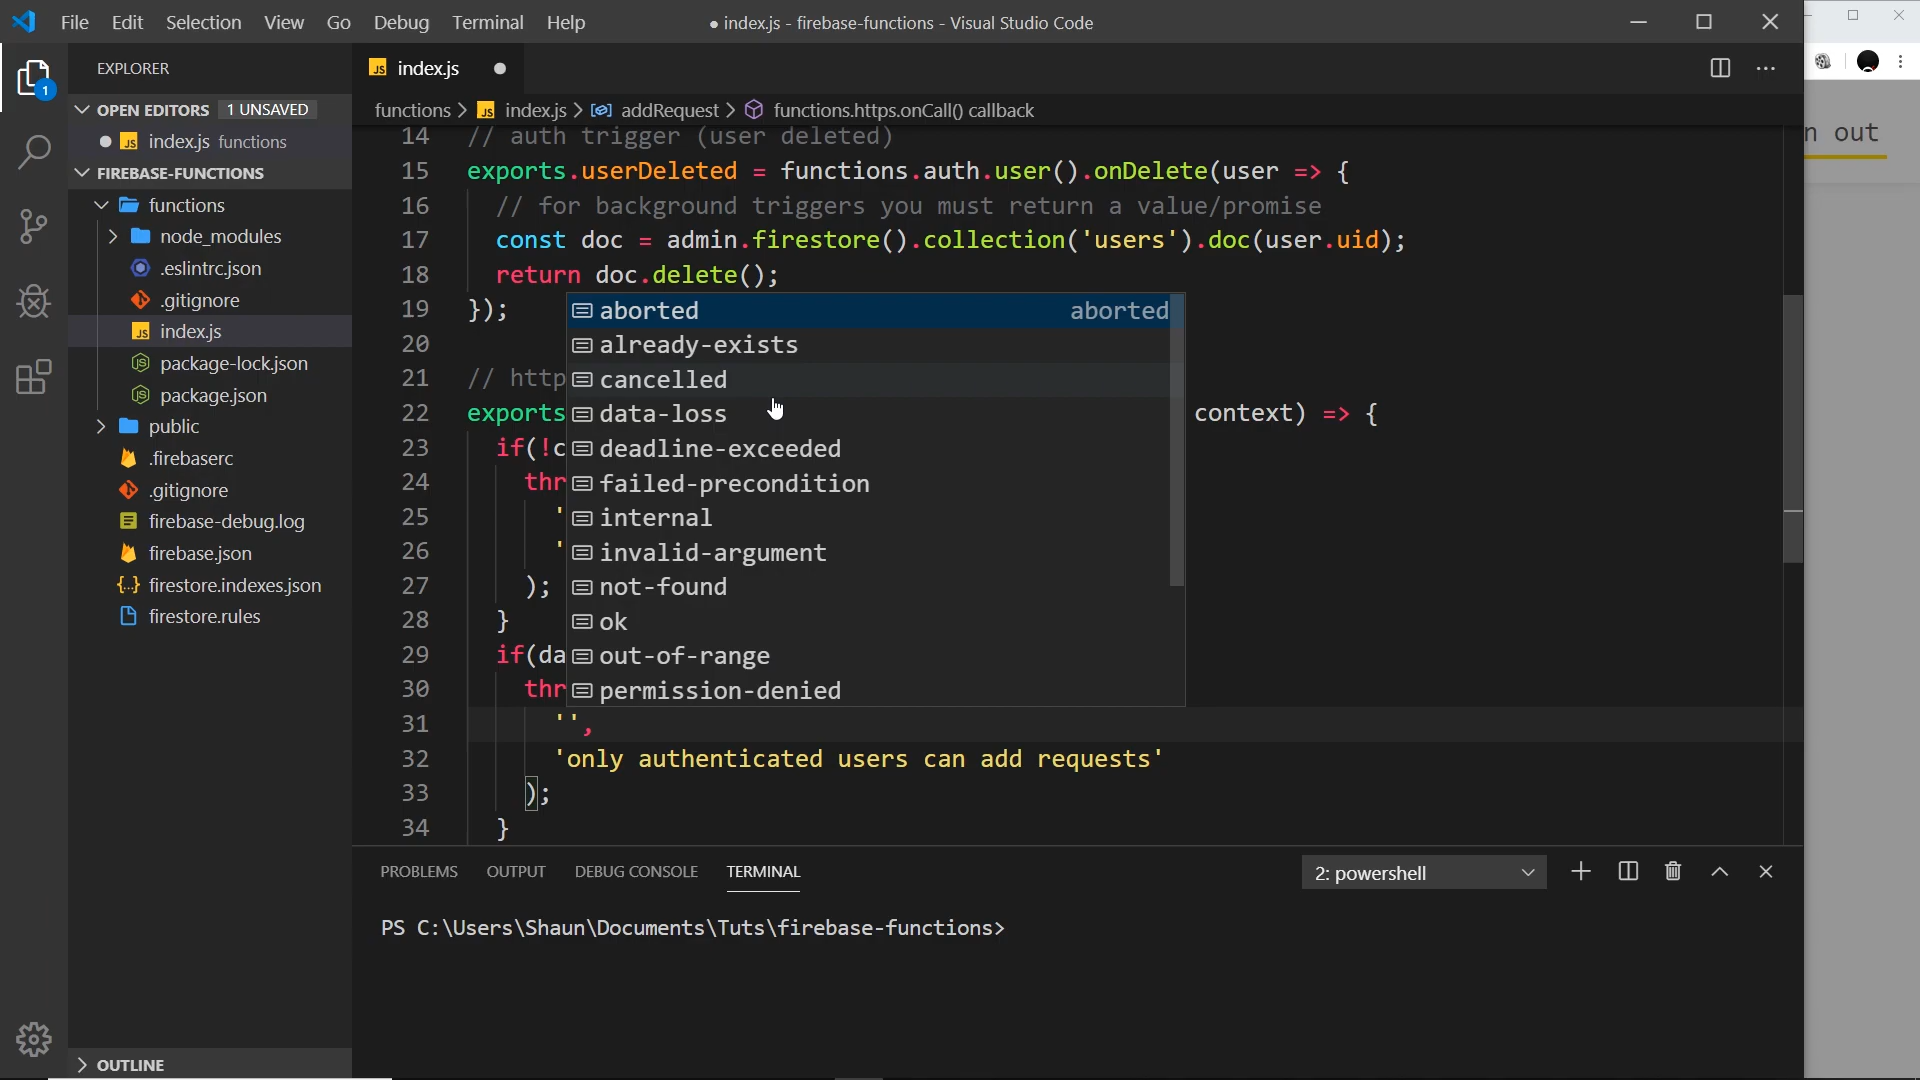 File Edit Selection View Go Debug Terminal Help
● index.js - firebase-functions - Visual Studio Code
EXPLORER
OPEN EDITORS 1 UNSAVED
index.js functions
FIREBASE-FUNCTIONS
functions
node_modules
.eslintrc.json
.gitignore
index.js
package-lock.json
package.json
public
.firebaserc
.gitignore
firebase-debug.log
firebase.json
firestore.indexes.json
firestore.rules
OUTLINE
1
JS index.js
functions > JS index.js > addRequest > functions.https.onCall() callback
14 // auth trigger (user deleted)
15 exports.userDeleted = functions.auth.user().onDelete(user => {
16 // for background triggers you must return a value/promise
17 const doc = admin.firestore().collection('users').doc(user.uid);
18 return doc.delete();
19 });
20
21 // http
22 exports context) => {
23 if(!c
24 thr
25 '
26 '
27 );
28 }
29 if(da
30 thr
31 '',
32 'only authenticated users can add requests'
33 );
34 }
aborted aborted
already-exists
cancelled
data-loss
deadline-exceeded
failed-precondition
internal
invalid-argument
not-found
ok
out-of-range
permission-denied
PROBLEMS OUTPUT DEBUG CONSOLE TERMINAL
2: powershell
PS C:\Users\Shaun\Documents\Tuts\firebase-functions>
n out